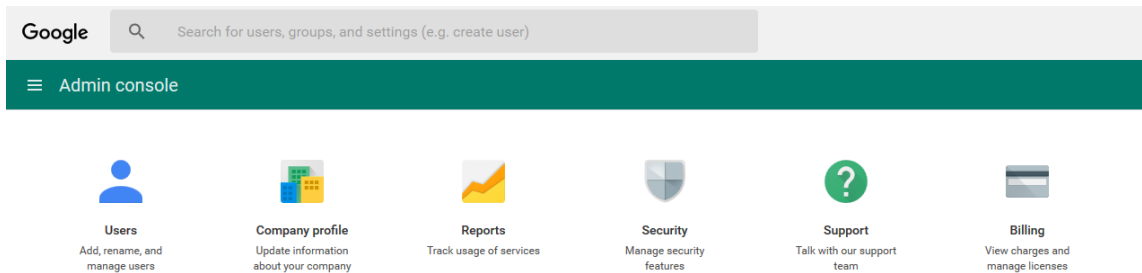 Google
Search for users, groups, and settings (e.g. create user)
Admin console
Users
Add, rename, and
manage users
Company profile
Update information
about your company
Reports
Track usage of services
Security
Manage security
features
Support
Talk with our support
team
Billing
View charges and
manage licenses